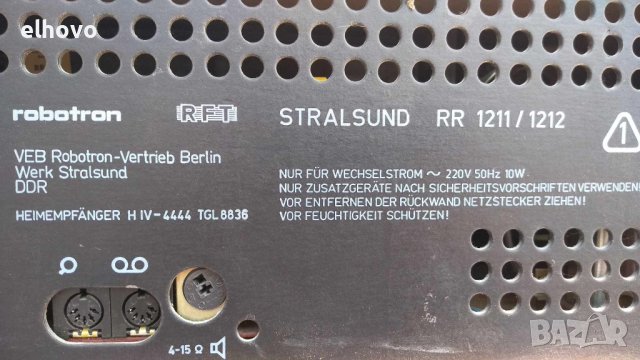 elhovo
robotron RFT STRALSUND RR 1211/1212
1
VEB Robotron-Vertrieb Berlin
Werk Stralsund
DDR
HEIMEMPFÄNGER H IV-4444 TGL 8836
NUR FÜR WECHSELSTROM ~ 220V 50Hz 10W
NUR ZUSATZGERÄTE NACH SICHERHEITSVORSCHRIFTEN VERWENDEN!
VOR ENTFERNEN DER RÜCKWAND NETZSTECKER ZIEHEN!
VOR FEUCHTIGKEIT SCHÜTZEN!
4-15 Ω
BAZAR